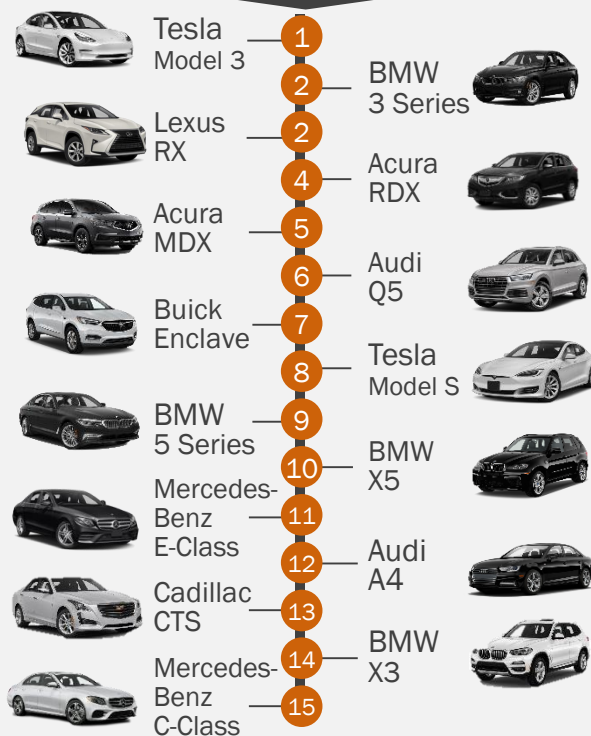 Tesla
Model 3
1
2
BMW
3 Series
Lexus
RX
2
4
Acura
RDX
Acura
MDX
5
6
Audi
Q5
Buick
Enclave
7
8
Tesla
Model S
BMW
5 Series
9
10
BMW
X5
Mercedes-
Benz
E-Class
11
12
Audi
A4
Cadillac
CTS
13
14
BMW
X3
Mercedes-
Benz
C-Class
15